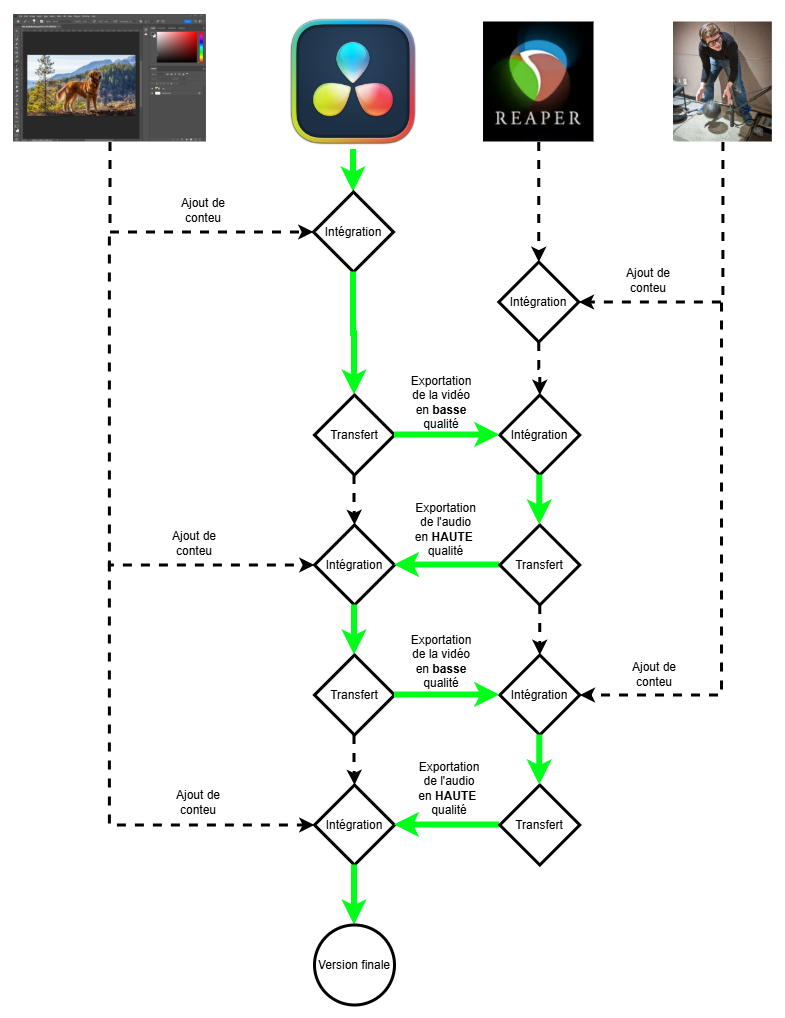 REAPER
Ajout de
conteu
Intégration
Ajout de
conteu
Intégration
Exportation
de la vidéo
en basse
qualité
Transfert
Intégration
Exportation
de l'audio
en HAUTE
qualité
Ajout de
conteu
Intégration
Transfert
Exportation
de la vidéo
en basse
qualité
Transfert
Intégration
Ajout de
conteu
Exportation
de l'audio
en HAUTE
qualité
Ajout de
conteu
Intégration
Transfert
Version finale